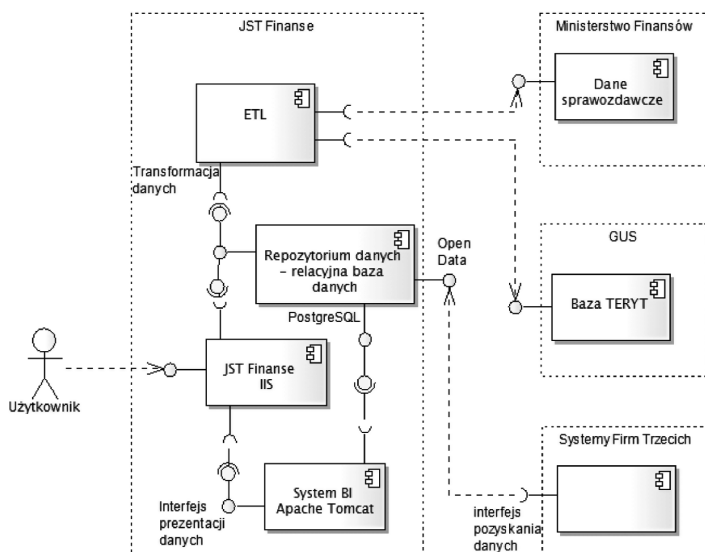 JST Finanse
Ministerstwo Finansów
ETL
Dane
sprawozdawcze
Transformacja
danych
GUS
Repozytorium danych
– relacyjna baza
danych
Open
Data
Baza TERYT
PostgreSQL
JST Finanse
IIS
Użytkownik
Systemy Firm Trzecich
System BI
Apache Tomcat
Interfejs
prezentacji
danych
interfejs
pozyskania
danych